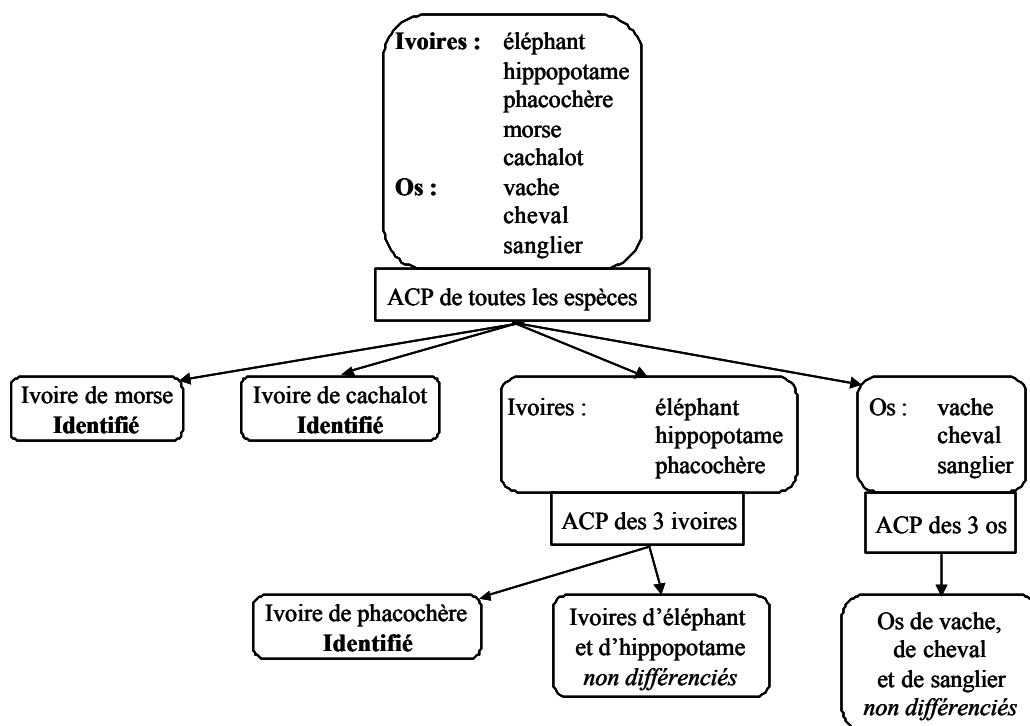 Ivoires : éléphant
hippopotame
phacochère
morse
cachalot
Os : vache
cheval
sanglier
ACP de toutes les espèces
Ivoire de morse
Identifié
Ivoire de cachalot
Identifié
Ivoires : éléphant
hippopotame
phacochère
Os : vache
cheval
sanglier
ACP des 3 ivoires
ACP des 3 os
Ivoire de phacochère
Identifié
Ivoires d’éléphant
et d’hippopotame
non différenciés
Os de vache,
de cheval
et de sanglier
non différenciés